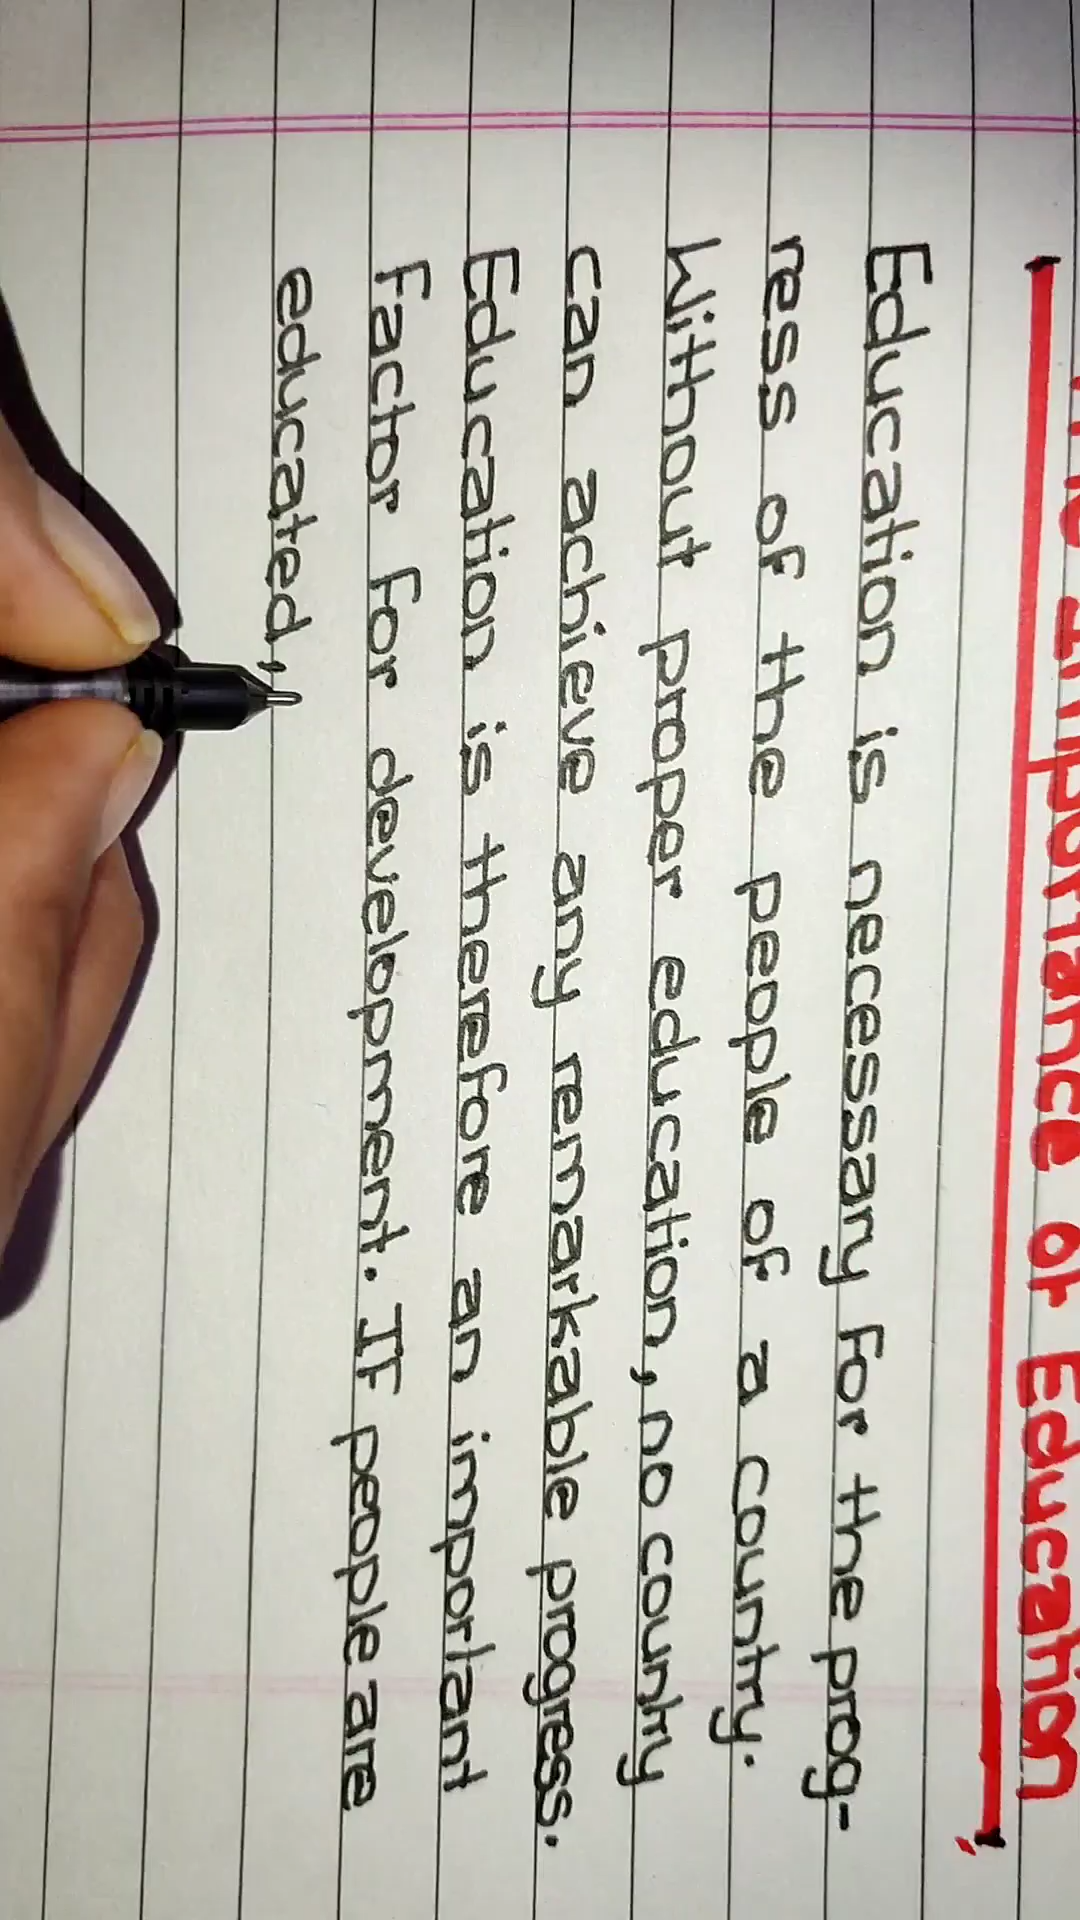 The Importance of Education
Education is necessary for the prog-
ress of the people of a country.
Without proper education, no country
can achieve any remarkable progress.
Education is therefore an important
Factor for development. If people are
educated,